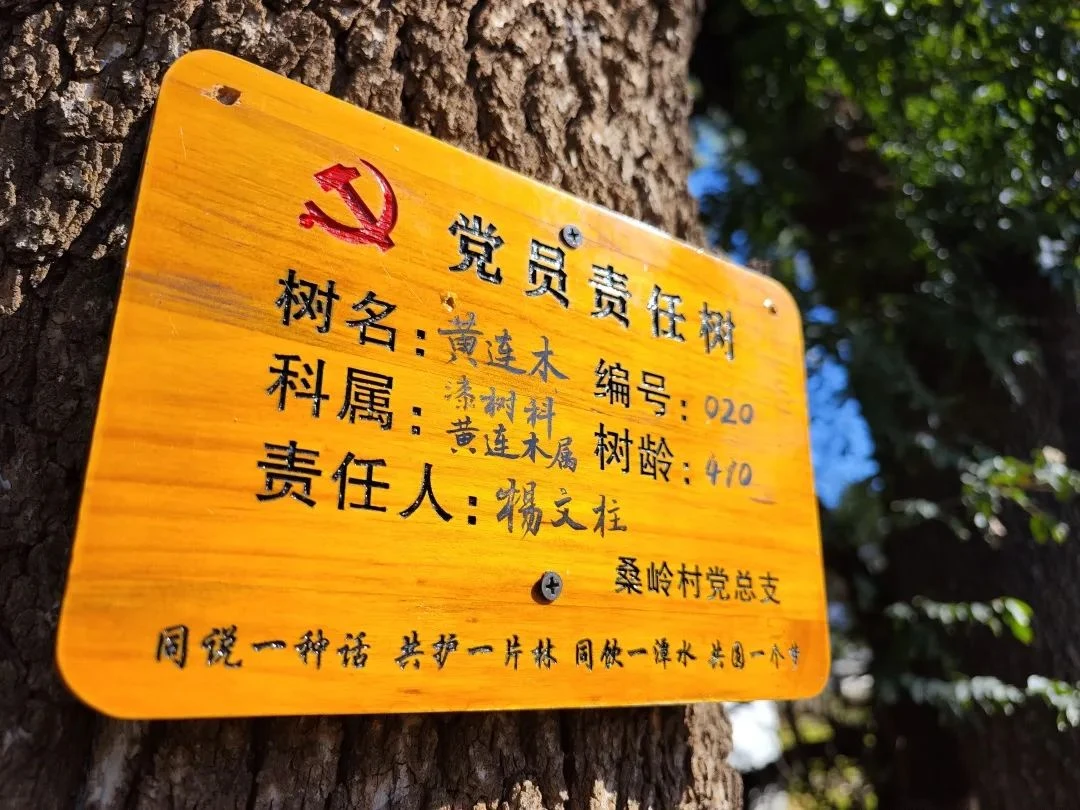 党员责任树
树名：黄连木 编号：020
科属：漆树科
黄连木属 树龄：410
责任人：杨文柱
桑岭村党总支
同说一种话 共护一片林 同饮一潭水 共圆一个梦